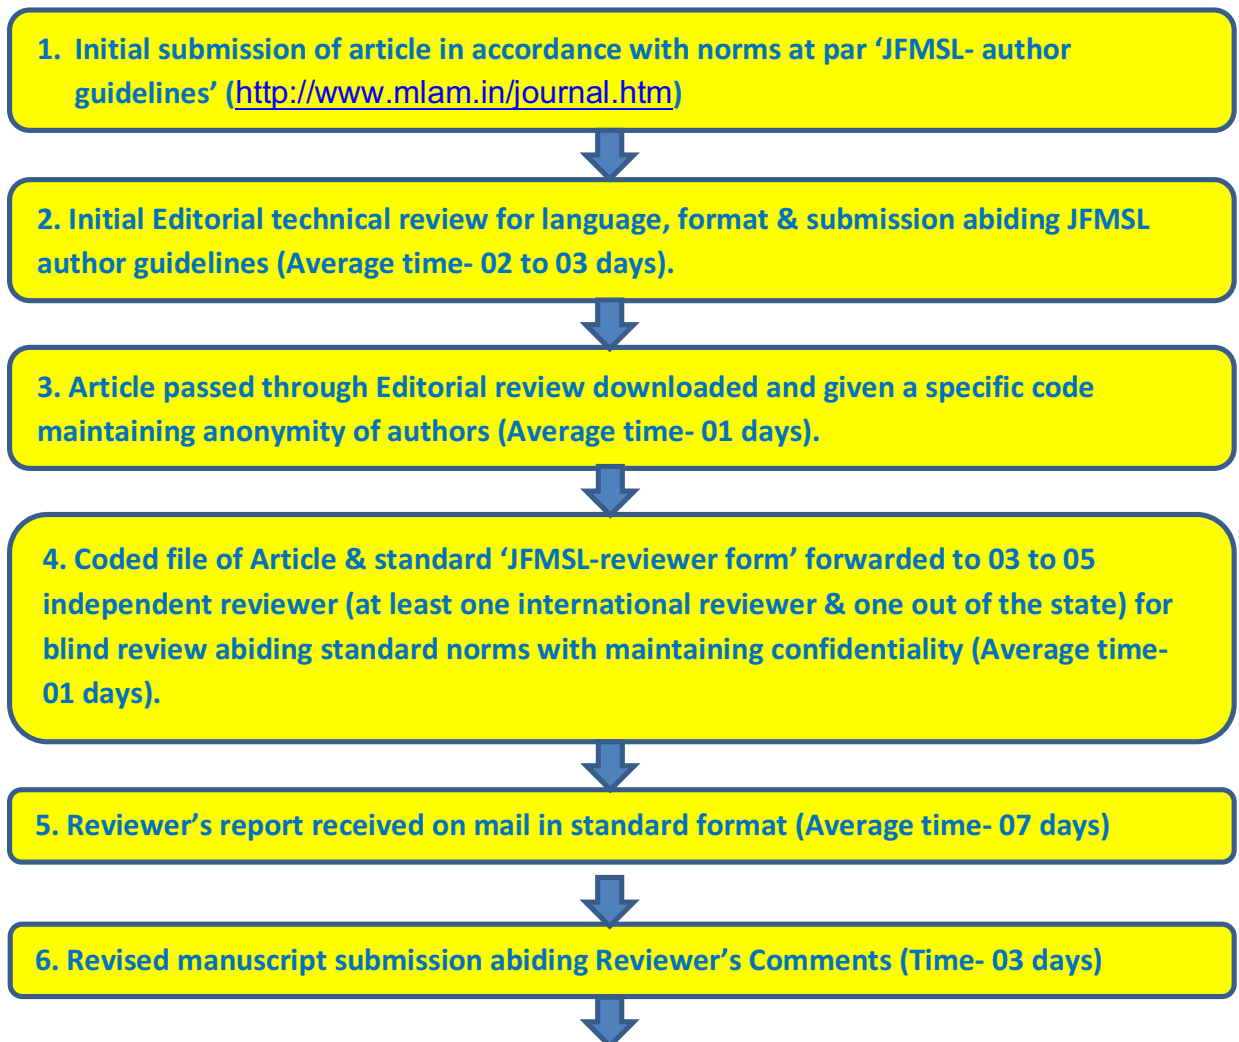 1. Initial submission of article in accordance with norms at par ‘JFMSL- author
guidelines’ (http://www.mlam.in/journal.htm)
2. Initial Editorial technical review for language, format & submission abiding JFMSL
author guidelines (Average time- 02 to 03 days).
3. Article passed through Editorial review downloaded and given a specific code
maintaining anonymity of authors (Average time- 01 days).
4. Coded file of Article & standard ‘JFMSL-reviewer form’ forwarded to 03 to 05
independent reviewer (at least one international reviewer & one out of the state) for
blind review abiding standard norms with maintaining confidentiality (Average time-
01 days).
5. Reviewer’s report received on mail in standard format (Average time- 07 days)
6. Revised manuscript submission abiding Reviewer’s Comments (Time- 03 days)